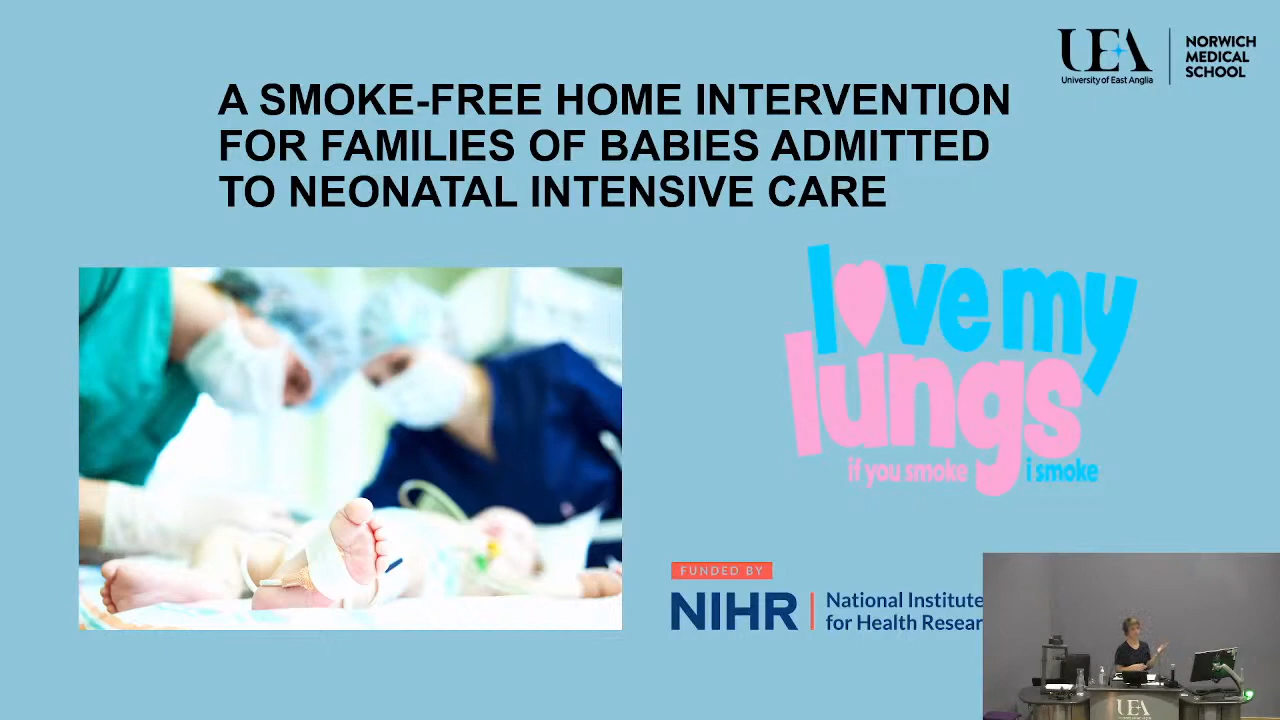 UEA
University of East Anglia
NORWICH
MEDICAL
SCHOOL
A SMOKE-FREE HOME INTERVENTION
FOR FAMILIES OF BABIES ADMITTED
TO NEONATAL INTENSIVE CARE
love my
lungs
if you smoke i smoke
FUNDED BY
NIHR
National Institute
for Health Resear
UEA